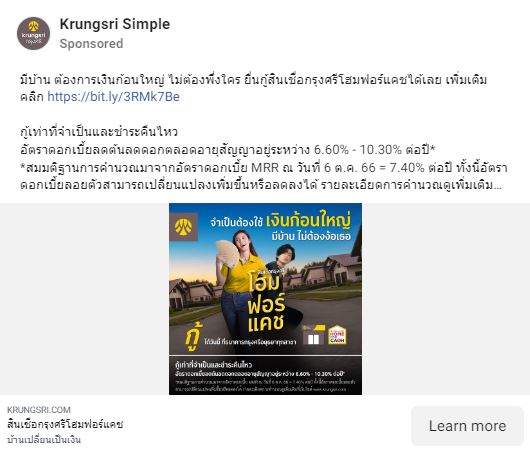 krungsri
กรุงศรี
Krungsri Simple
Sponsored
มีบ้าน ต้องการเงินก้อนใหญ่ ไม่ต้องพึ่งใคร ยื่นกู้สินเชื่อกรุงศรีโฮมฟอร์แคชได้เลย เพิ่มเติม
คลิก https://bit.ly/3RMk7Be
กู้เท่าที่จำเป็นและชำระคืนไหว
อัตราดอกเบี้ยลดต้นลดดอกตลอดอายุสัญญาอยู่ระหว่าง 6.60% - 10.30% ต่อปี*
*สมมติฐานการคำนวณมาจากอัตราดอกเบี้ย MRR ณ วันที่ 6 ต.ค. 66 = 7.40% ต่อปี ทั้งนี้อัตรา
ดอกเบี้ยลอยตัวสามารถเปลี่ยนแปลงเพิ่มขึ้นหรือลดลงได้ รายละเอียดการคำนวณดูเพิ่มเติม...
จำเป็นต้องใช้ เงินก้อนใหญ่
มีบ้าน ไม่ต้องง้อเธอ
โฮม
ฟอร์
แคช
กู้ ได้วันนี้ ที่ธนาคารกรุงศรีอยุธยาทุกสาขา
HOME
CASH
กู้เท่าที่จำเป็นและชำระคืนไหว
อัตราดอกเบี้ยลดต้นลดดอกตลอดอายุสัญญาอยู่ระหว่าง 6.60% - 10.30% ต่อปี*
KRUNGSRI.COM
สินเชื่อกรุงศรีโฮมฟอร์แคช
บ้านเปลี่ยนเป็นเงิน
Learn more